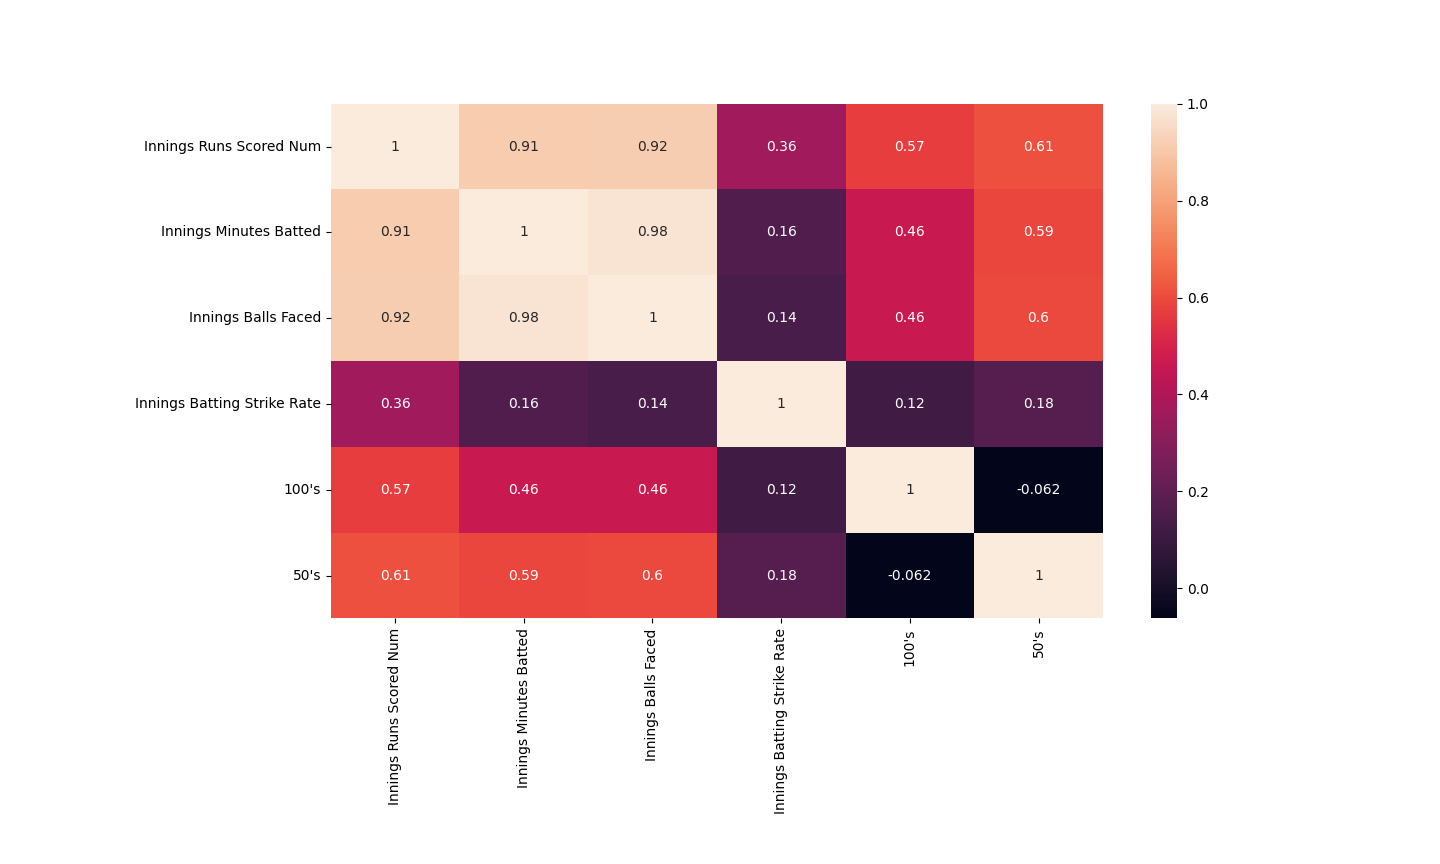 1.0
Innings Runs Scored Num 1 0.91 0.92 0.36 0.57 0.61
0.8
Innings Minutes Batted 0.91 1 0.98 0.16 0.46 0.59
Innings Balls Faced 0.92 0.98 1 0.14 0.46 0.6
0.6
Innings Batting Strike Rate 0.36 0.16 0.14 1 0.12 0.18
0.4
100's 0.57 0.46 0.46 0.12 1 -0.062
0.2
50's 0.61 0.59 0.6 0.18 -0.062 1
0.0
Innings Runs Scored Num
Innings Minutes Batted
Innings Balls Faced
Innings Batting Strike Rate
100's
50's